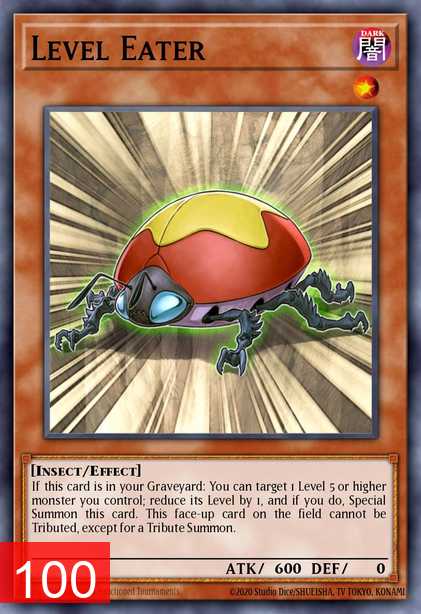 LEVEL EATER
DARK
闇
[INSECT/EFFECT]
If this card is in your Graveyard: You can target 1 Level 5 or higher
monster you control; reduce its Level by 1, and if you do, Special
Summon this card. This face-up card on the field cannot be
Tributed, except for a Tribute Summon.
ATK/ 600 DEF/ 0
100
Tournaments ©2020 Studio Dice/SHUEISHA, TV TOKYO, KONAMI